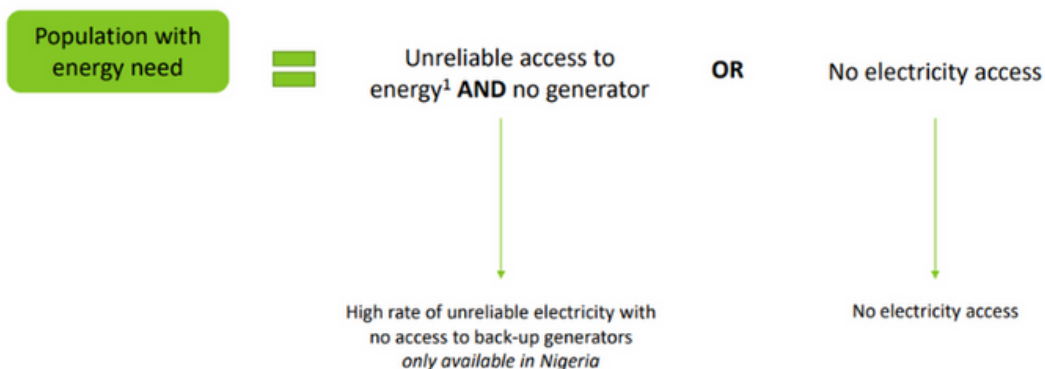 Population with
energy need
Unreliable access to
energy¹ AND no generator
OR
No electricity access
High rate of unreliable electricity with
no access to back-up generators
only available in Nigeria
No electricity access